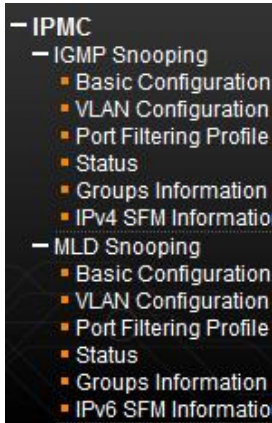 IPMC
IGMP Snooping
Basic Configuration
VLAN Configuration
Port Filtering Profile
Status
Groups Information
IPv4 SFM Informatio
MLD Snooping
Basic Configuration
VLAN Configuration
Port Filtering Profile
Status
Groups Information
IPv6 SFM Informatio